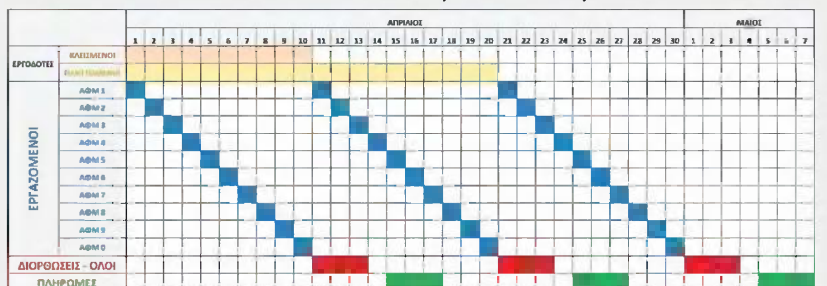 ΑΠΡΙΛΙΟΣ ΜΑΙΟΣ
1 2 3 4 5 6 7 8 9 10 11 12 13 14 15 16 17 18 19 20 21 22 23 24 25 26 27 28 29 30 1 2 3 4 5 6 7
ΕΡΓΟΔΟΤΕΣ
ΚΛΕΙΣΜΕΝΟΙ
ΕΡΓΑΖΟΜΕΝΟΙ
ΑΦΜ 1
ΑΦΜ 2
ΑΦΜ 3
ΑΦΜ 4
ΑΦΜ 5
ΑΦΜ 6
ΑΦΜ 7
ΑΦΜ 8
ΑΦΜ 9
ΑΦΜ 0
ΔΙΟΡΘΩΣΕΙΣ - ΟΛΟΙ
ΠΛΗΡΩΜΕΣ